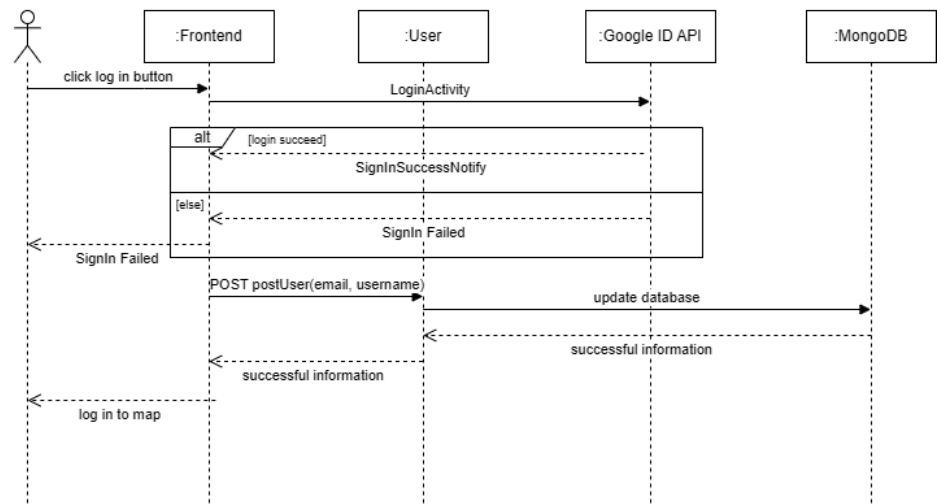 :Frontend
:User
:Google ID API
:MongoDB
click log in button
LoginActivity
alt
[login succeed]
SignInSuccessNotify
[else]
SignIn Failed
SignIn Failed
POST postUser(email, username)
update database
successful information
successful information
log in to map